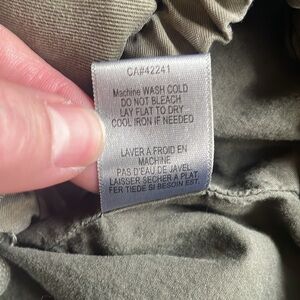 CA#42241
Machine WASH COLD
DO NOT BLEACH
LAY FLAT TO DRY
COOL IRON IF NEEDED
LAVER A FROID EN
MACHINE
PAS D'EAU DE JAVEL
LAISSER SECHER A PLAT,
FER TIEDE SI BESOIN EST.